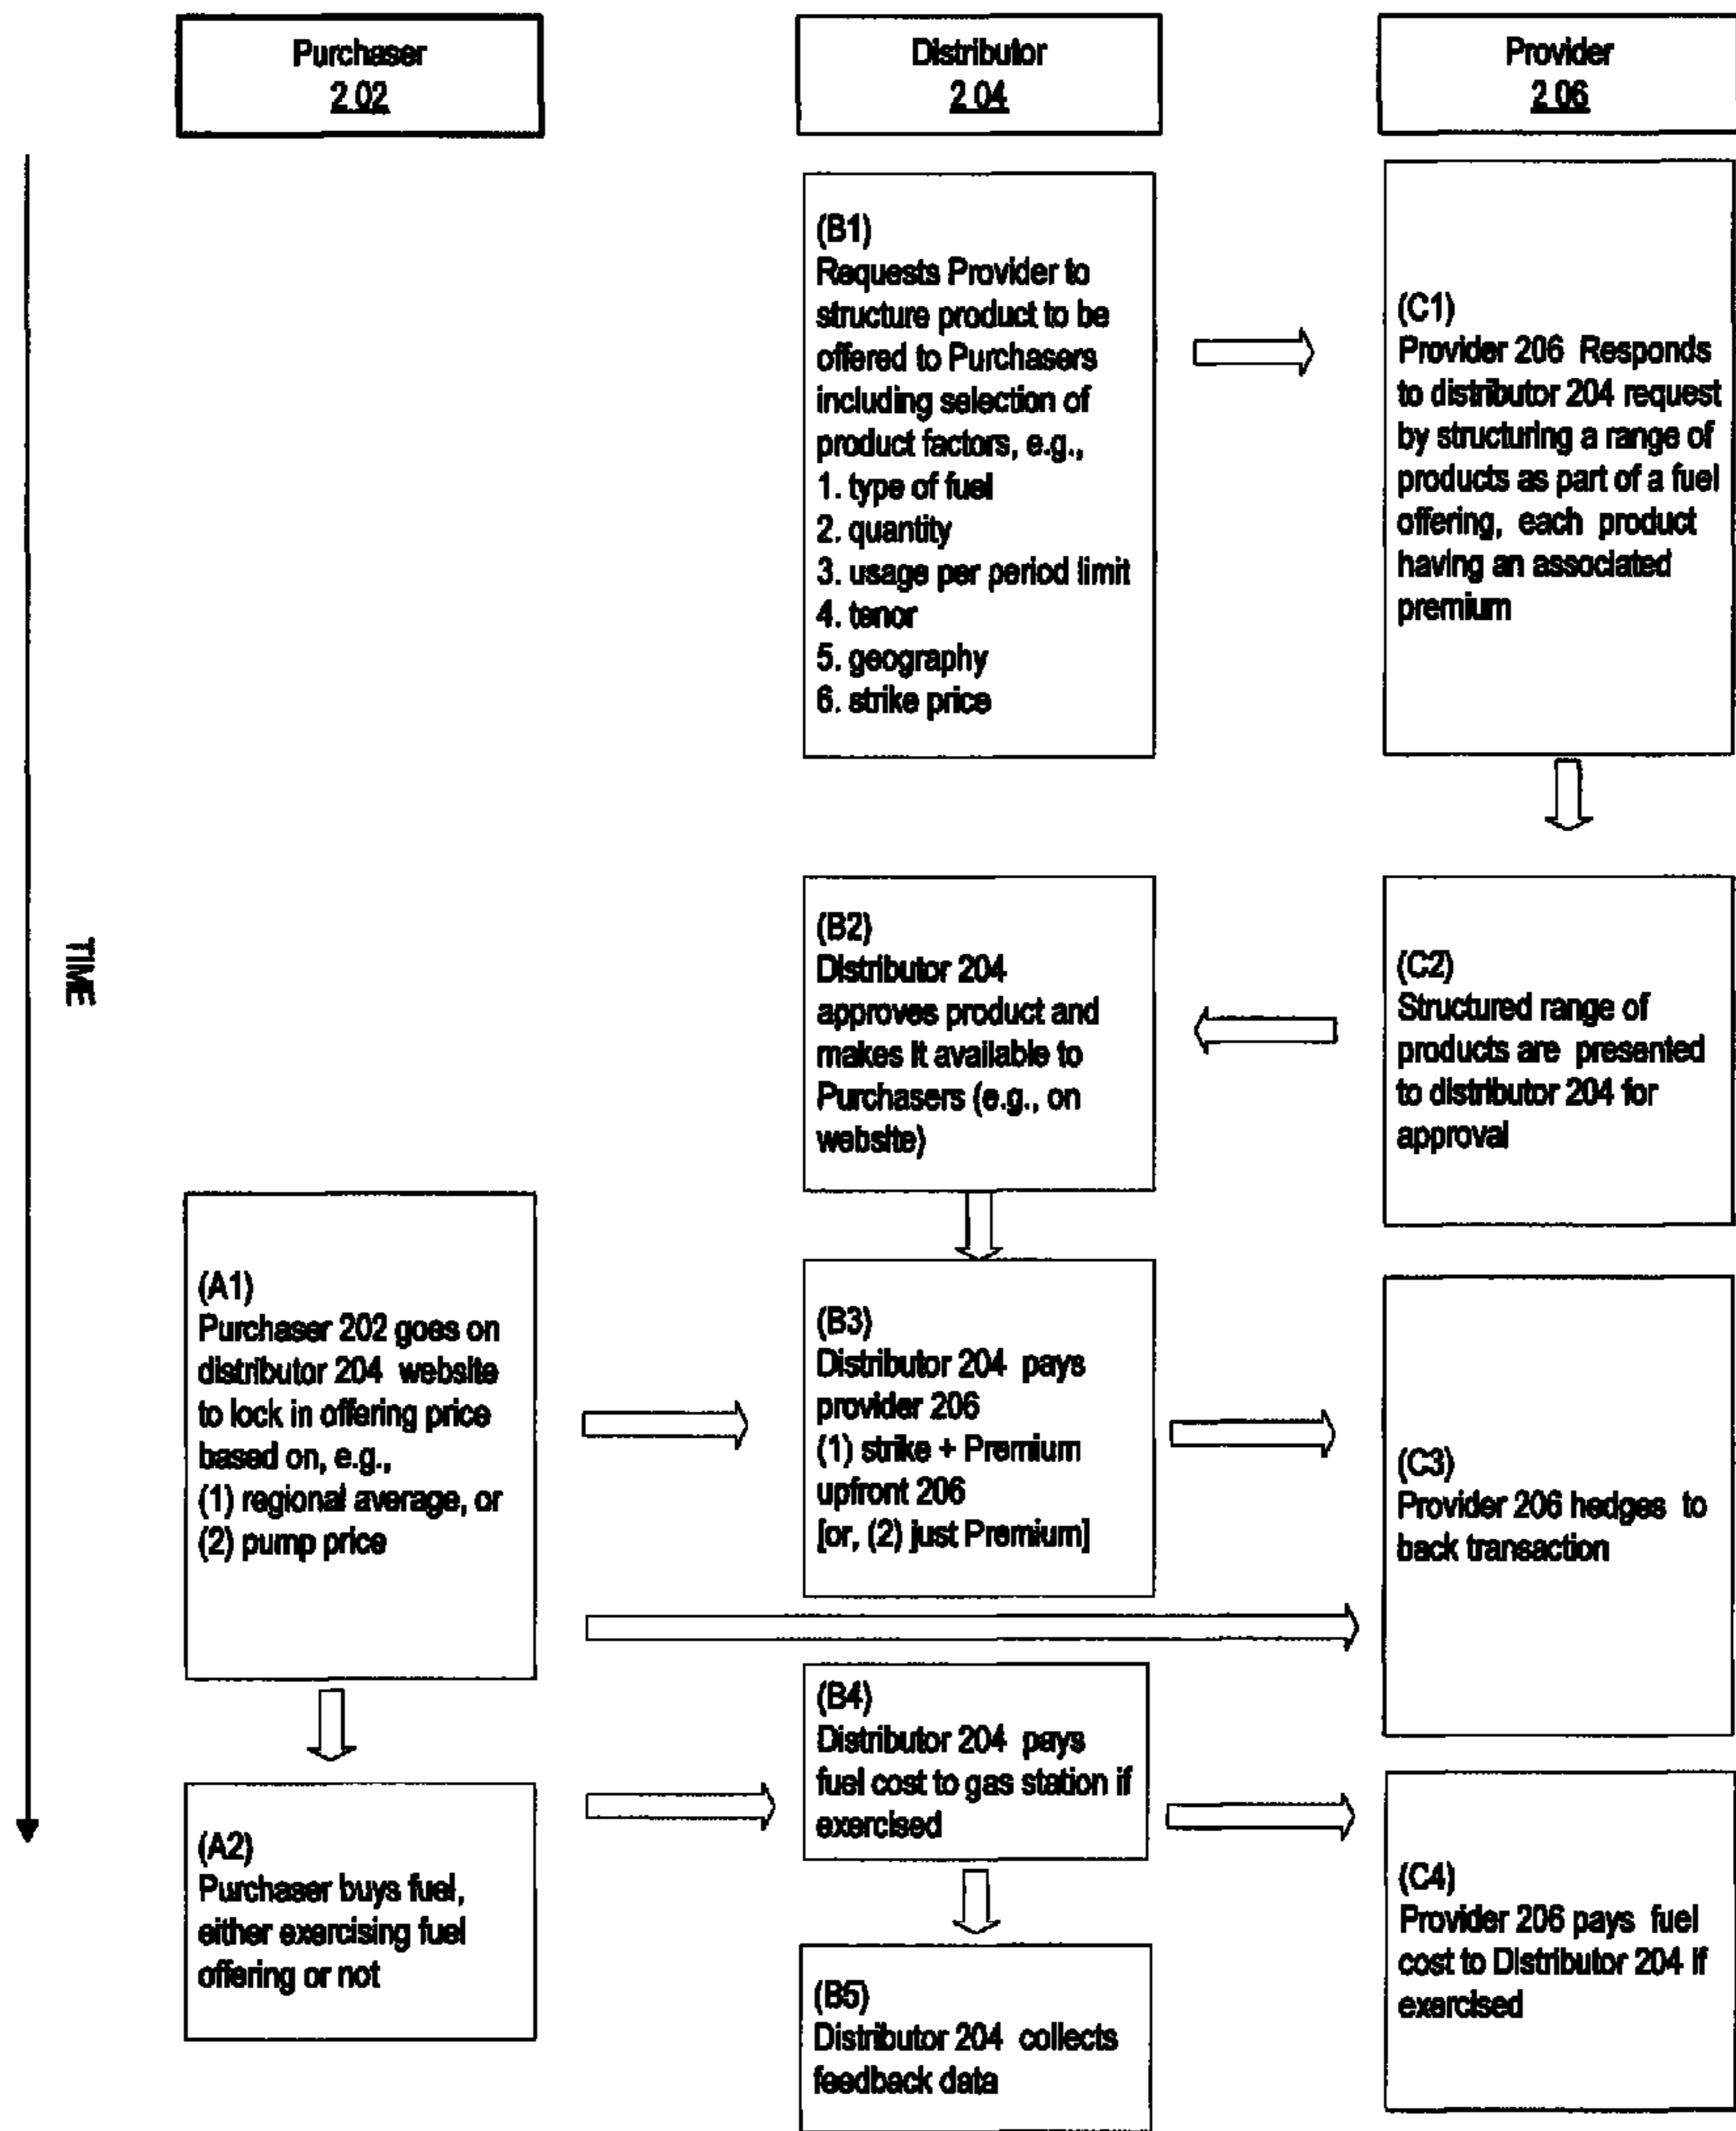 Purchaser
202
Distributor
204
Provider
206
TIME
(B1)
Requests Provider to
structure product to be
offered to Purchasers
including selection of
product factors, e.g.,
1. type of fuel
2. quantity
3. usage per period limit
4. tenor
5. geography
6. strike price
(C1)
Provider 206 Responds
to distributor 204 request
by structuring a range of
products as part of a fuel
offering, each product
having an associated
premium
(B2)
Distributor 204
approves product and
makes it available to
Purchasers (e.g., on
website)
(C2)
Structured range of
products are presented
to distributor 204 for
approval
(A1)
Purchaser 202 goes on
distributor 204 website
to lock in offering price
based on, e.g.,
(1) regional average, or
(2) pump price
(B3)
Distributor 204 pays
provider 206
(1) strike + Premium
upfront 206
[or, (2) just Premium]
(C3)
Provider 206 hedges to
back transaction
(B4)
Distributor 204 pays
fuel cost to gas station if
exercised
(A2)
Purchaser buys fuel,
either exercising fuel
offering or not
(C4)
Provider 206 pays fuel
cost to Distributor 204 if
exercised
(B5)
Distributor 204 collects
feedback data